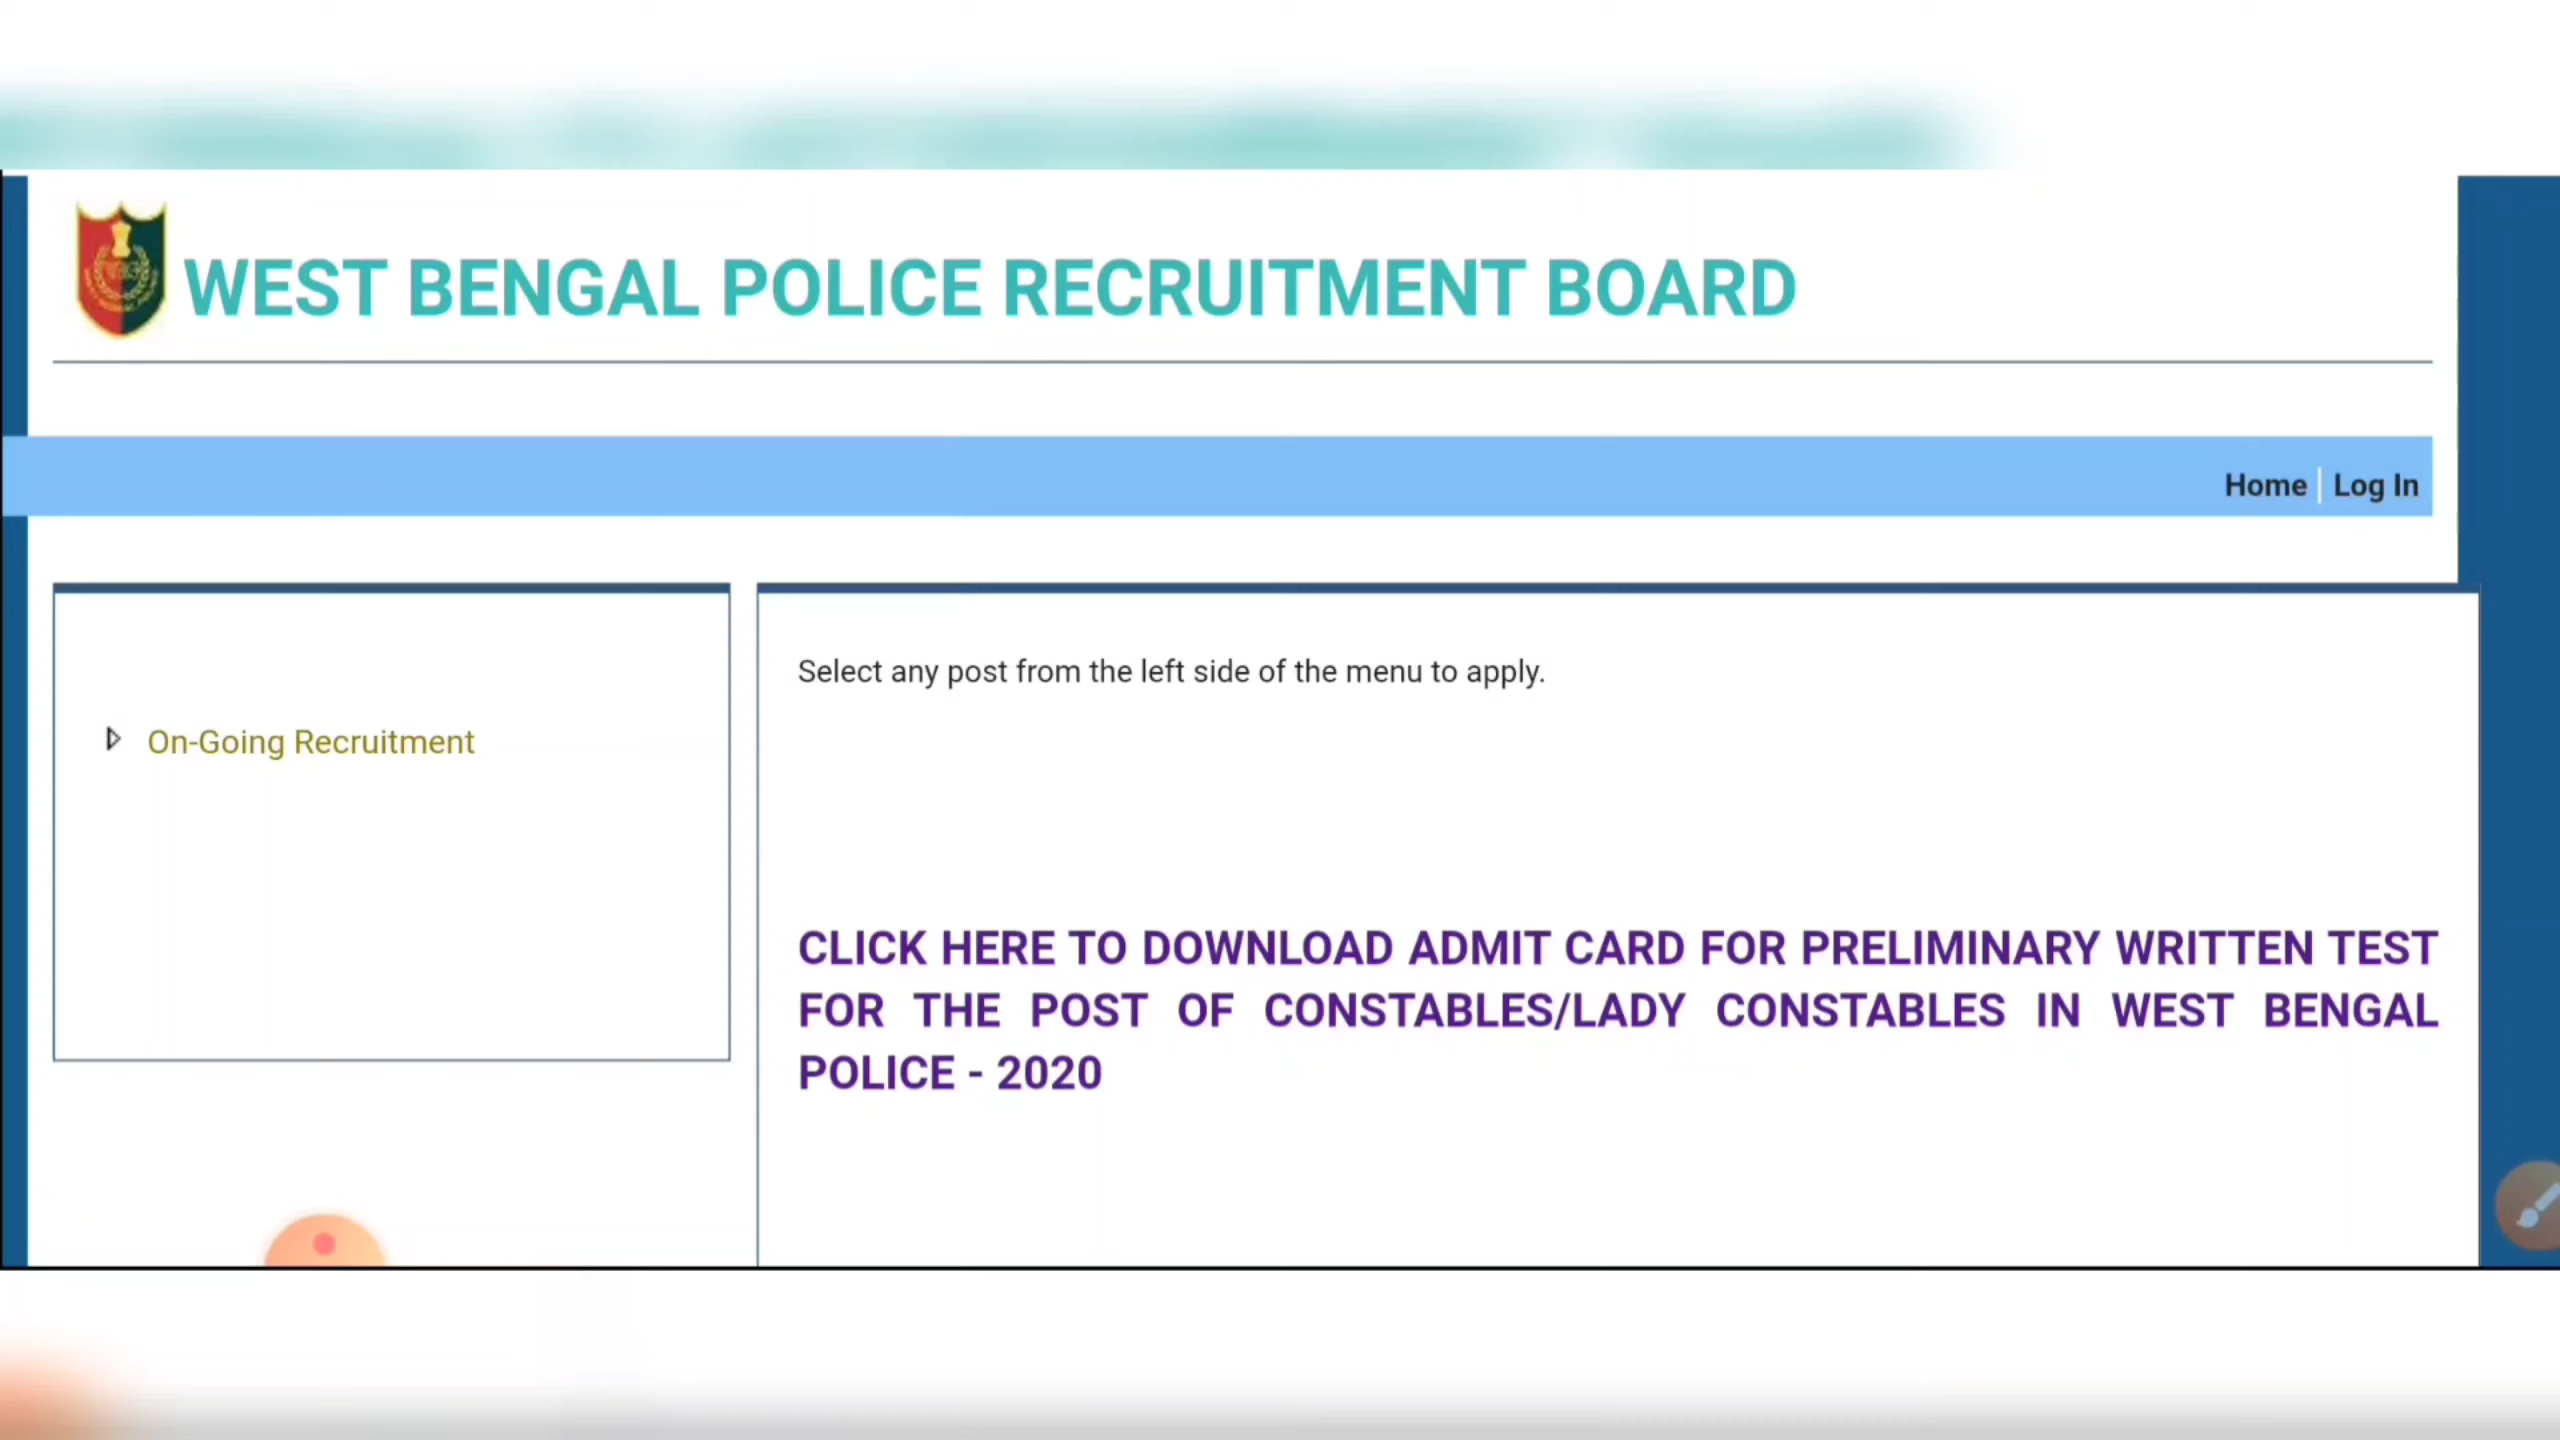 WEST BENGAL POLICE RECRUITMENT BOARD
Home
Log In
On-Going Recruitment
Select any post from the left side of the menu to apply.
CLICK HERE TO DOWNLOAD ADMIT CARD FOR PRELIMINARY WRITTEN TEST
FOR THE POST OF CONSTABLES/LADY CONSTABLES IN WEST BENGAL
POLICE - 2020